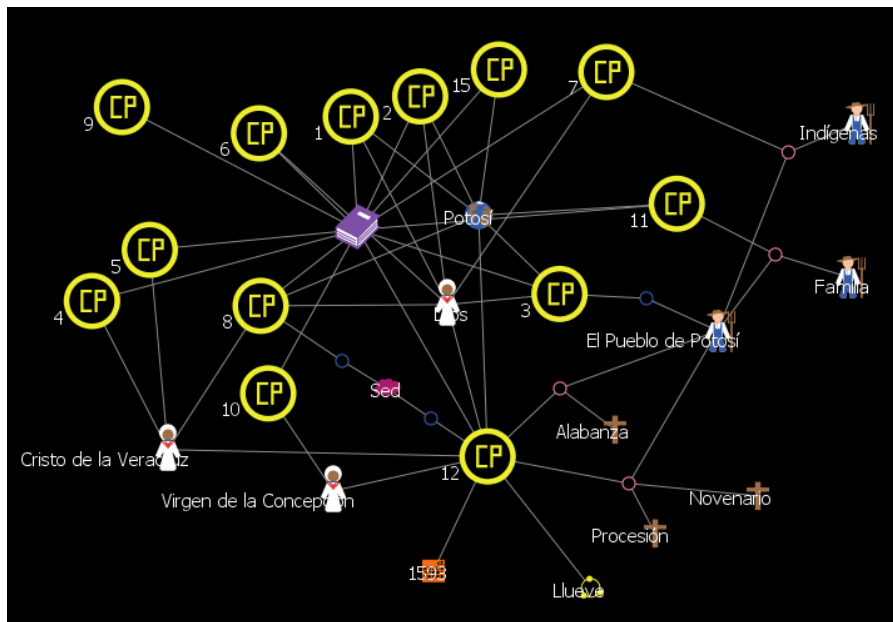 CP
15
CP
7
CP
2
CP
9
CP
1
CP
6
Indígenas
CP
11
Potosí
CP
5
Familia
CP
4
CP
8
Dios
CP
3
El Pueblo de Potosí
CP
10
Sed
Alabanza
Cristo de la Veracruz
CP
12
Virgen de la Concepción
Novenario
Procesión
1593
Llueve